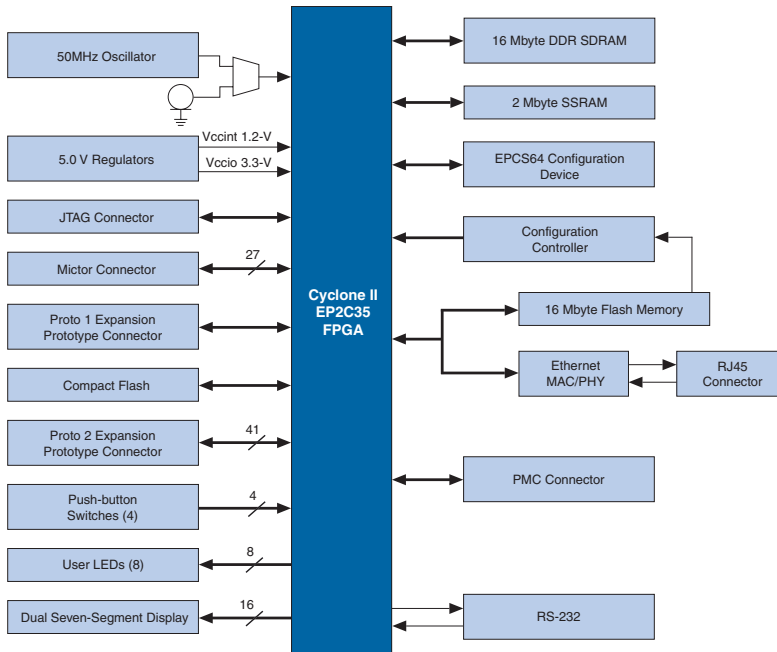 50MHz Oscillator
Vccint 1.2-V
5.0 V Regulators
Vccio 3.3-V
JTAG Connector
27
Mictor Connector
Proto 1 Expansion
Prototype Connector
Compact Flash
41
Proto 2 Expansion
Prototype Connector
4
Push-button
Switches (4)
8
User LEDs (8)
16
Dual Seven-Segment Display
Cyclone II
EP2C35
FPGA
16 Mbyte DDR SDRAM
2 Mbyte SSRAM
EPCS64 Configuration
Device
Configuration
Controller
16 Mbyte Flash Memory
Ethernet
MAC/PHY
RJ45
Connector
PMC Connector
RS-232